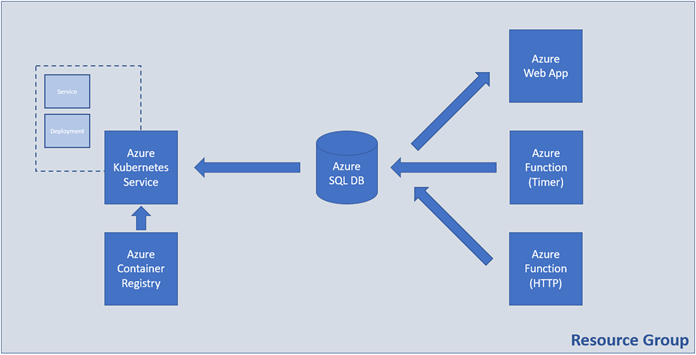 Service
Deployment
Azure
Kubernetes
Service
Azure
Container
Registry
Azure
SQL DB
Azure
Web App
Azure
Function
(Timer)
Azure
Function
(HTTP)
Resource Group